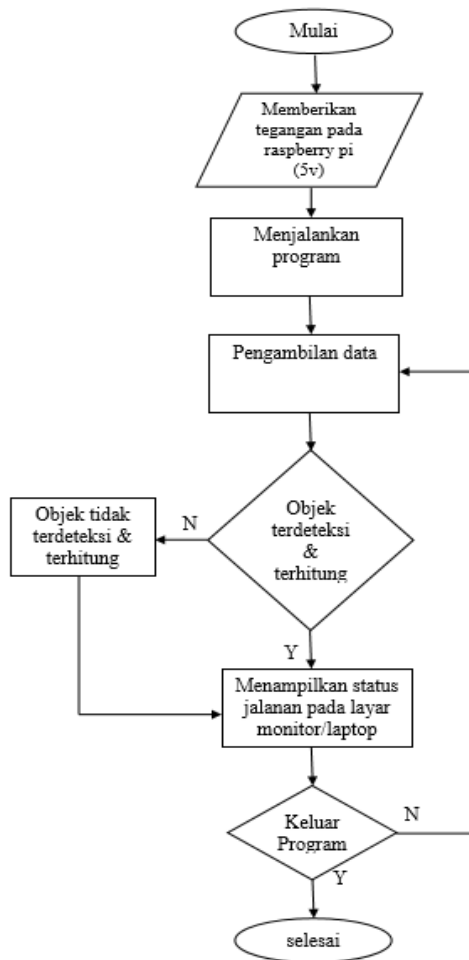 Mulai
Memberikan
tegangan pada
raspberry pi
(5v)
Menjalankan
program
Pengambilan data
Objek
terdeteksi
&
terhitung
N
Objek tidak
terdeteksi &
terhitung
Y
Menampilkan status
jalanan pada layar
monitor/laptop
Keluar
Program
N
Y
selesai